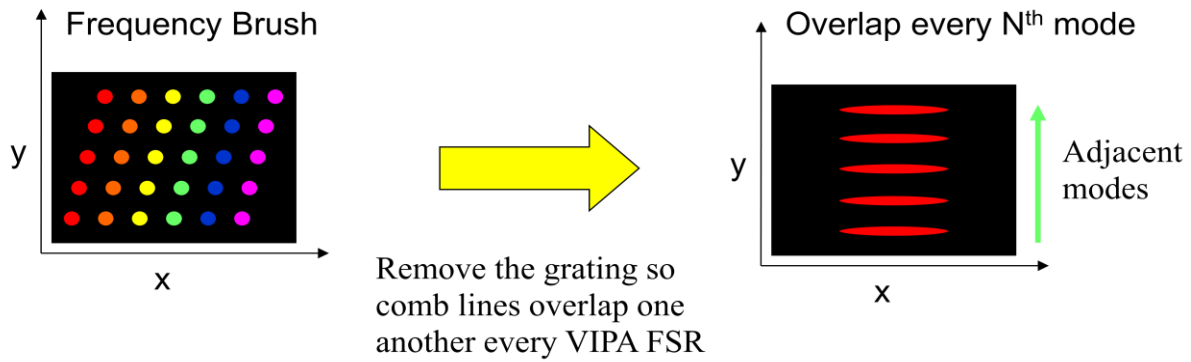 Frequency Brush
y
x
Remove the grating so
comb lines overlap one
another every VIPA FSR
Overlap every Nth mode
y
x
Adjacent
modes